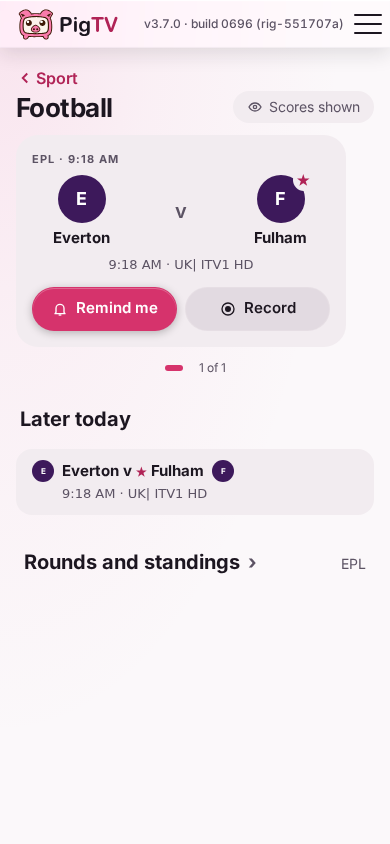 PigTV v3.7.0 · build 0696 (rig-551707a)
Sport
Football
Scores shown
EPL · 9:18 AM
E v F ★
Everton Fulham
9:18 AM · UK| ITV1 HD
Remind me Record
1 of 1
Later today
E Everton v ★ Fulham F
9:18 AM · UK| ITV1 HD
Rounds and standings › EPL